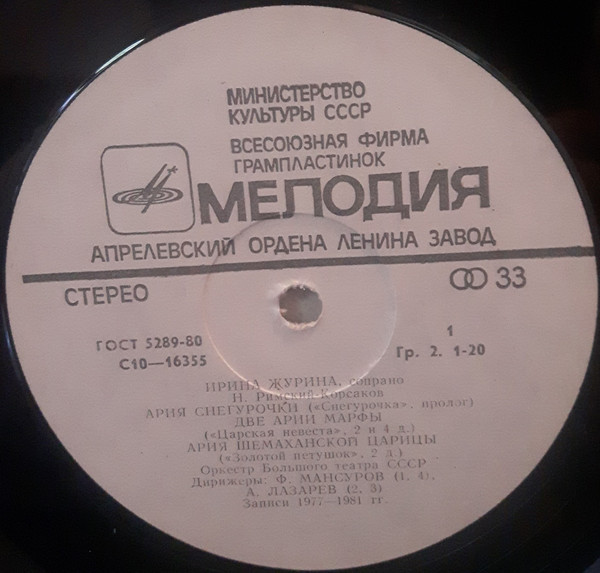 МИНИСТЕРСТВО
КУЛЬТУРЫ СССР
ВСЕСОЮЗНАЯ ФИРМА
ГРАМПЛАСТИНОК
МЕЛОДИЯ
АПРЕЛЕВСКИЙ ОРДЕНА ЛЕНИНА ЗАВОД
СТЕРЕО
33
ГОСТ 5289-80
С10—16355
1
Гр. 2. 1-20
ИРИНА ЖУРИНА, сопрано
Н. Римский-Корсаков
АРИЯ СНЕГУРОЧКИ («Снегурочка», пролог)
ДВЕ АРИИ МАРФЫ
(«Царская невеста», 2 и 4 д.)
АРИЯ ШЕМАХАНСКОЙ ЦАРИЦЫ
(«Золотой петушок», 2 д.)
Оркестр Большого театра СССР
Дирижеры: Ф. МАНСУРОВ (1, 4),
А. ЛАЗАРЕВ (2, 3)
Записи 1977—1981 гг.